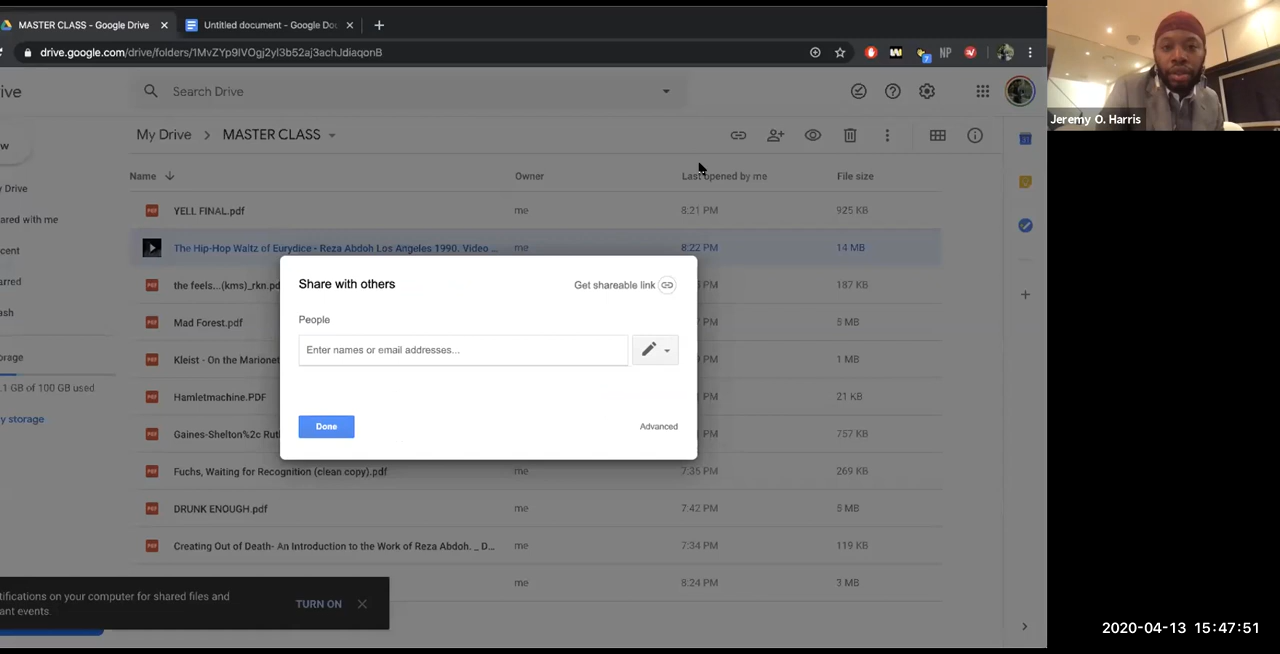 MASTER CLASS - Google Drive
Untitled document - Google Do
drive.google.com/drive/folders/1MvZYp9IVOgj2yI3b52aj3achJdiaqonB
NP
Jeremy O. Harris
ive
Search Drive
My Drive > MASTER CLASS
w
Name
Owner
Last opened by me
File size
y Drive
ared with me
cent
arred
ash
orage
.1 GB of 100 GB used
y storage
YELL FINAL.pdf me 8:21 PM 925 KB
The Hip-Hop Waltz of Eurydice - Reza Abdoh Los Angeles 1990. Video ... me 8:22 PM 14 MB
the feels...(kms)_rkn.pd 187 KB
Mad Forest.pdf 5 MB
Kleist - On the Marionet 1 MB
Hamletmachine.PDF 21 KB
Gaines-Shelton%2c Ruth 757 KB
Fuchs, Waiting for Recognition (clean copy).pdf me 7:35 PM 269 KB
DRUNK ENOUGH.pdf me 7:42 PM 5 MB
Creating Out of Death- An Introduction to the Work of Reza Abdoh. _ D... me 7:34 PM 119 KB
me 8:24 PM 3 MB
Share with others
Get shareable link
People
Enter names or email addresses...
Done
Advanced
tifications on your computer for shared files and
ant events.
TURN ON
2020-04-13 15:47:51